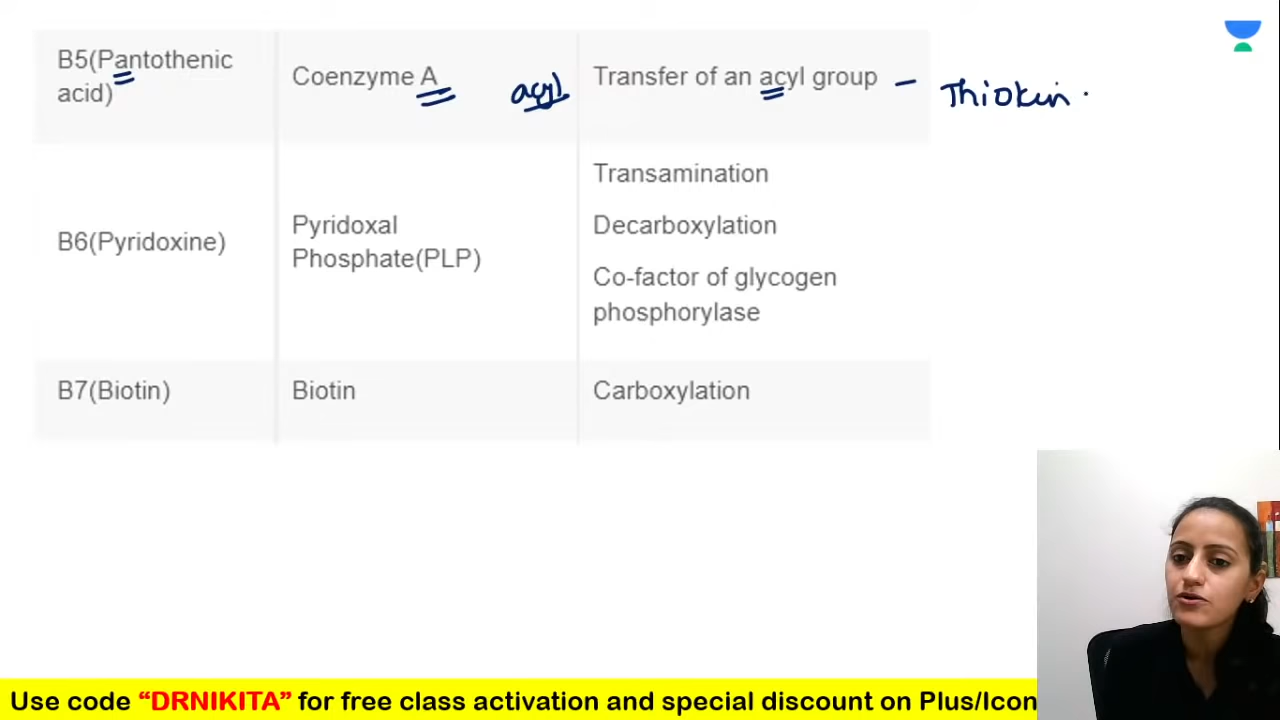 B5(Pantothenic
acid)
Coenzyme A
acyl
Transfer of an acyl group
- Thiokin
B6(Pyridoxine)
Pyridoxal
Phosphate(PLP)
Transamination
Decarboxylation
Co-factor of glycogen
phosphorylase
B7(Biotin)
Biotin
Carboxylation
Use code “DRNIKITA” for free class activation and special discount on Plus/Icon